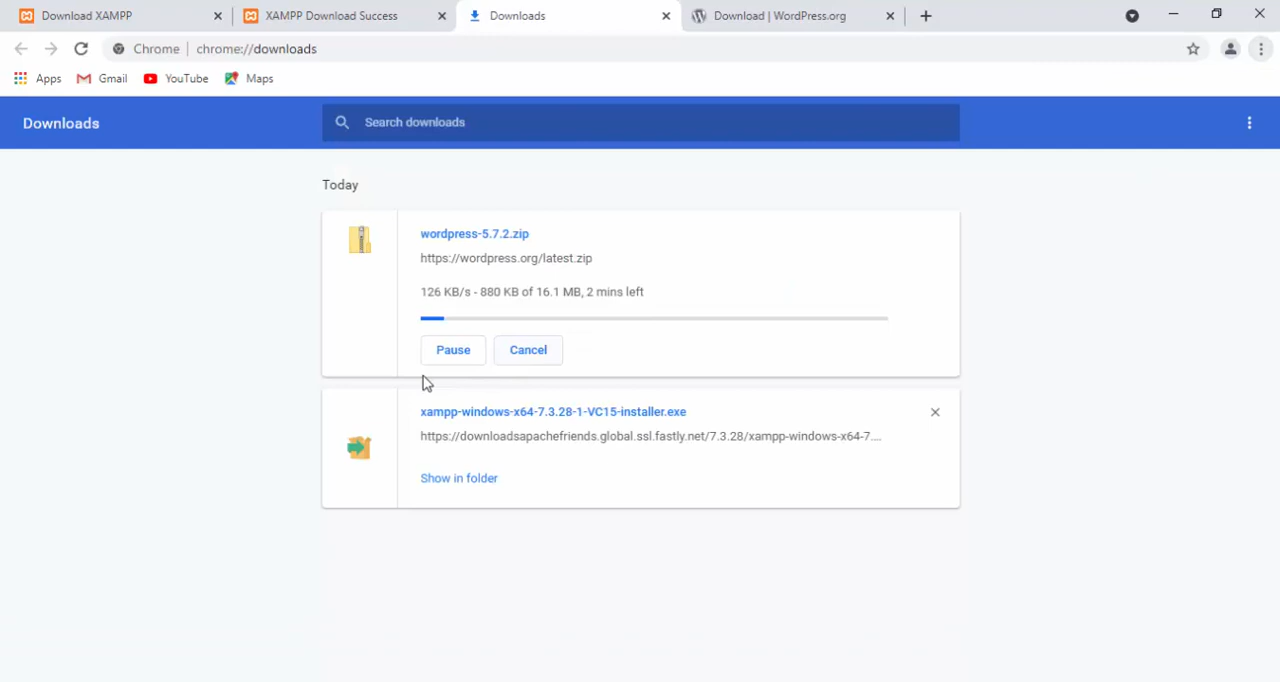 Download XAMPP
XAMPP Download Success
Downloads
Download | WordPress.org
Chrome
chrome://downloads
Apps
Gmail
YouTube
Maps
Downloads
Search downloads
Today
wordpress-5.7.2.zip
https://wordpress.org/latest.zip
126 KB/s - 880 KB of 16.1 MB, 2 mins left
Pause
Cancel
xampp-windows-x64-7.3.28-1-VC15-installer.exe
https://downloadsapachefriends.global.ssl.fastly.net/7.3.28/xampp-windows-x64-7....
Show in folder